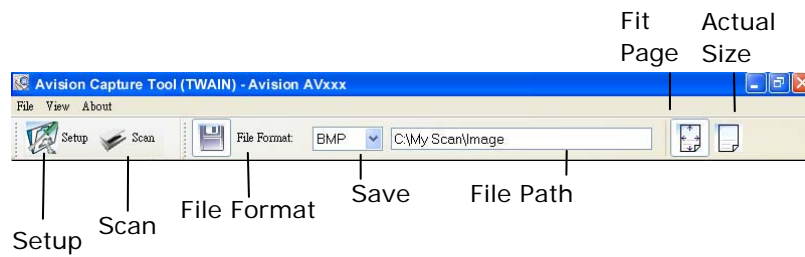 Fit Actual
Page Size
Avision Capture Tool (TWAIN) - Avision AVxxx
File View About
Setup Scan File Format: BMP C:\My Scan\Image
File Format Save File Path
Setup Scan